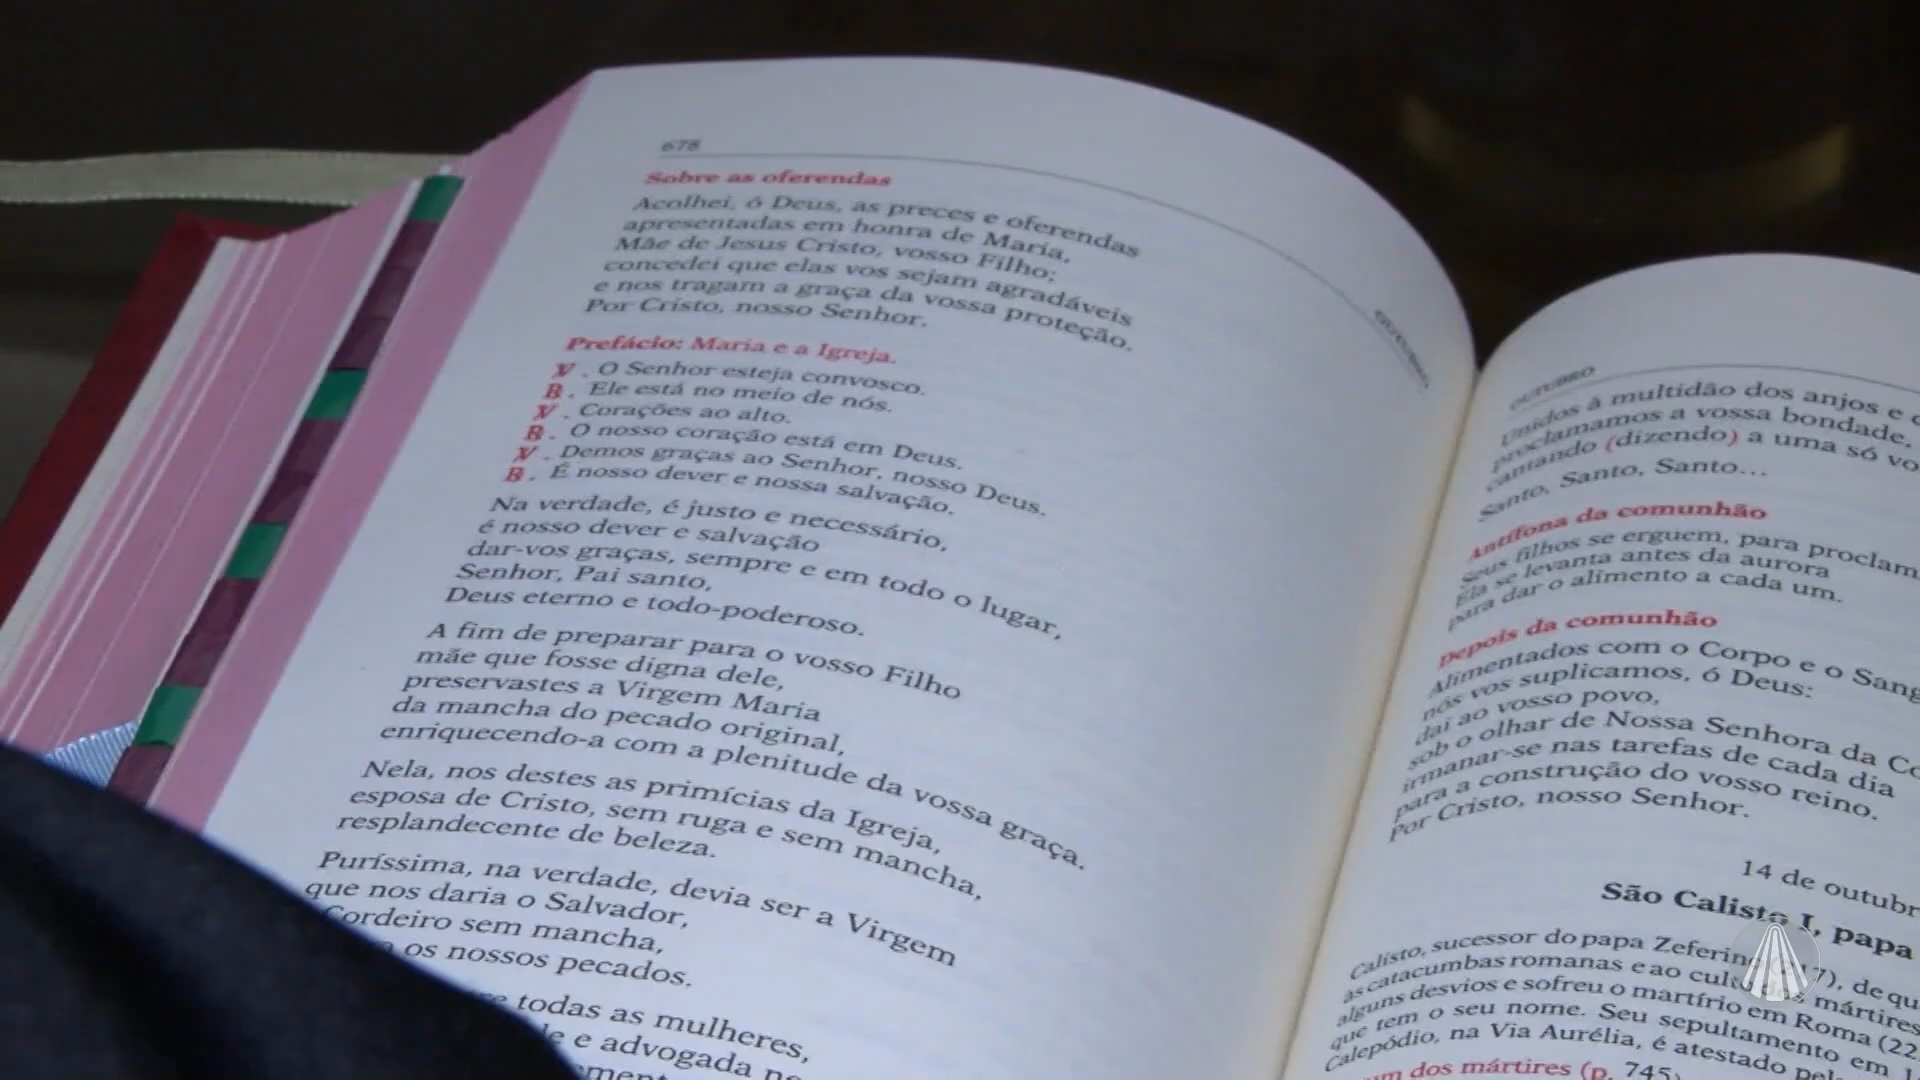 678
Sobre as oferendas
Acolhei, ó Deus, as preces e oferendas
apresentadas em honra de Maria,
Mãe de Jesus Cristo, vosso Filho;
concedei que elas vos sejam agradáveis
e nos tragam a graça da vossa proteção.
Por Cristo, nosso Senhor.
Prefácio: Maria e a Igreja.
V. O Senhor esteja convosco.
R. Ele está no meio de nós.
V. Corações ao alto.
R. O nosso coração está em Deus.
V. Demos graças ao Senhor, nosso Deus.
R. É nosso dever e nossa salvação.
Na verdade, é justo e necessário,
é nosso dever e salvação
dar-vos graças, sempre e em todo o lugar,
Senhor, Pai santo,
Deus eterno e todo-poderoso.
A fim de preparar para o vosso Filho
mãe que fosse digna dele,
preservastes a Virgem Maria
da mancha do pecado original,
enriquecendo-a com a plenitude da vossa graça.
Nela, nos destes as primícias da Igreja,
esposa de Cristo, sem ruga e sem mancha,
resplandecente de beleza.
Puríssima, na verdade, devia ser a Virgem
que nos daria o Salvador,
Cordeiro sem mancha,
os nossos pecados.
todas as mulheres,
e advogada
OUTUBRO
OUTUBRO
Unidos à multidão dos anjos e
proclamamos a vossa bondade,
cantando (dizendo) a uma só
Santo, Santo, Santo...
Antífona da comunhão
Seus filhos se erguem, para
Ela se levanta antes da aurora
para dar o alimento a cada um.
Depois da comunhão
Alimentados com o Corpo e o
nós vos suplicamos, ó Deus:
dai ao vosso povo,
sob o olhar de Nossa Senhora da
irmanar-se nas tarefas de cada dia
para a construção do vosso reino.
Por Cristo, nosso Senhor.
14 de
São Calisto I, papa
Calisto, sucessor do papa Zeferino de
às catacumbas romanas e ao mártires
alguns desvios e sofreu o martírio em Roma
que tem o seu nome. Seu sepultamento em
Calepódio, na Via Aurélia, é atestado
dos mártires (p. 745)